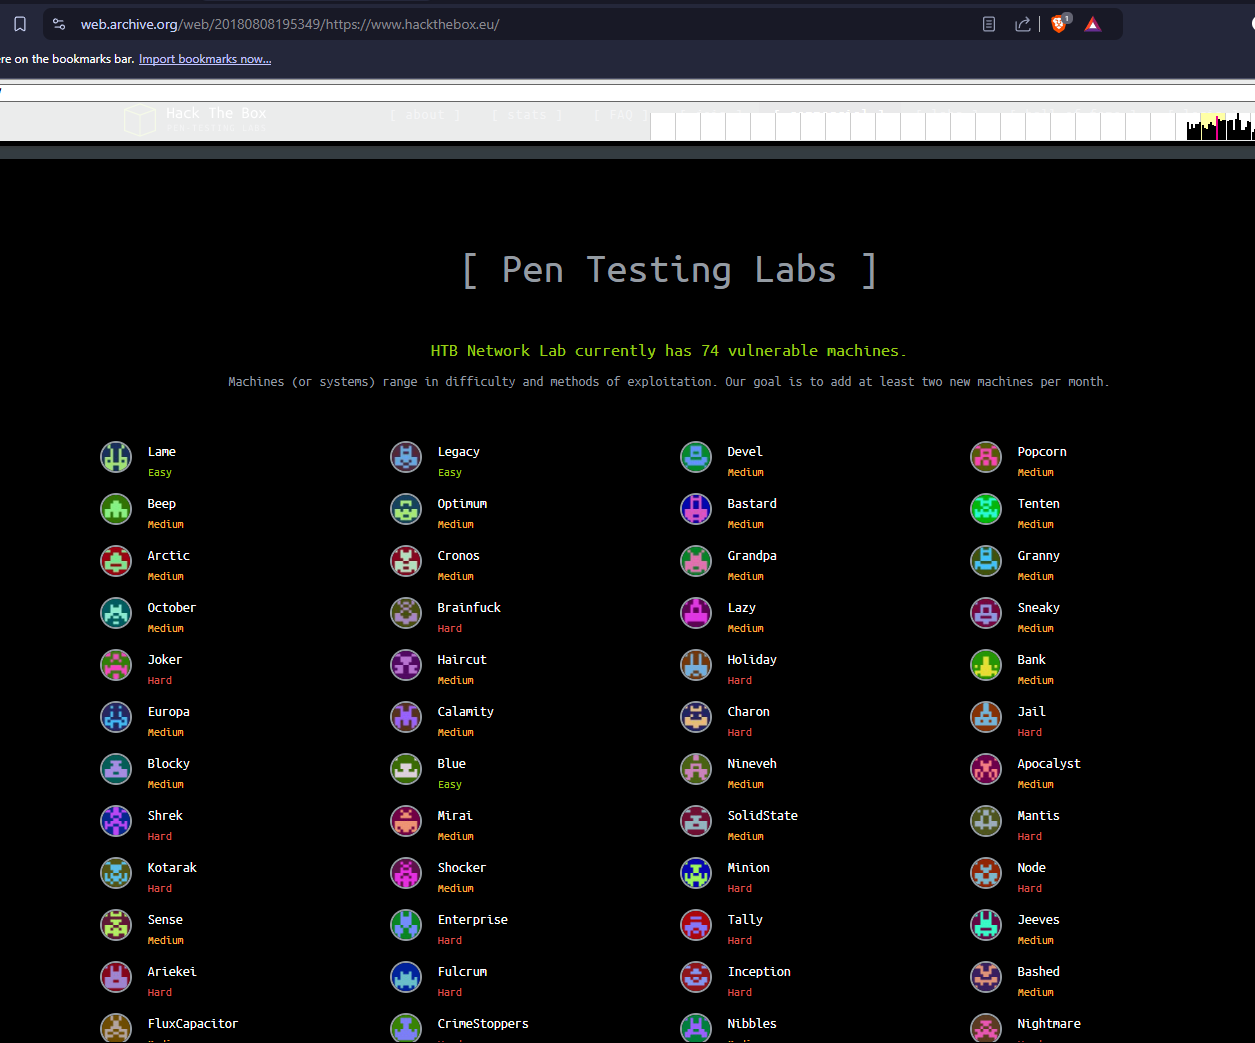 web.archive.org/web/20180808195349/https://www.hackthebox.eu/
1
re on the bookmarks bar. Import bookmarks now...
Hack The Box
PEN TESTING LABS
[ about ] [ stats ] [ FAQ ]
[ Pen Testing Labs ]
HTB Network Lab currently has 74 vulnerable machines.
Machines (or systems) range in difficulty and methods of exploitation. Our goal is to add at least two new machines per month.
Lame Legacy Devel Popcorn
Easy Easy Medium Medium
Beep Optimum Bastard Tenten
Medium Medium Medium Medium
Arctic Cronos Grandpa Granny
Medium Medium Medium Medium
October Brainfuck Lazy Sneaky
Medium Hard Medium Medium
Joker Haircut Holiday Bank
Hard Medium Hard Medium
Europa Calamity Charon Jail
Medium Medium Hard Hard
Blocky Blue Nineveh Apocalyst
Medium Easy Medium Medium
Shrek Mirai SolidState Mantis
Hard Medium Medium Hard
Kotarak Shocker Minion Node
Hard Medium Hard Hard
Sense Enterprise Tally Jeeves
Medium Hard Hard Medium
Ariekei Fulcrum Inception Bashed
Hard Hard Hard Medium
FluxCapacitor CrimeStoppers Nibbles Nightmare